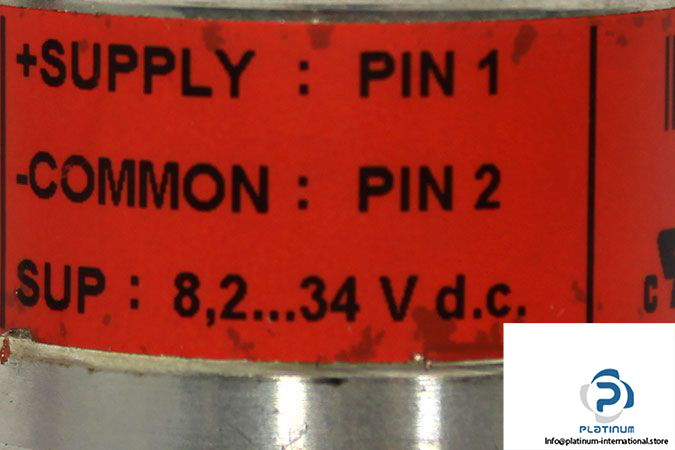 +SUPPLY : PIN 1
-COMMON : PIN 2
SUP : 8,2...34 V d.c.
PLATINUM
Info@platinum-international.store